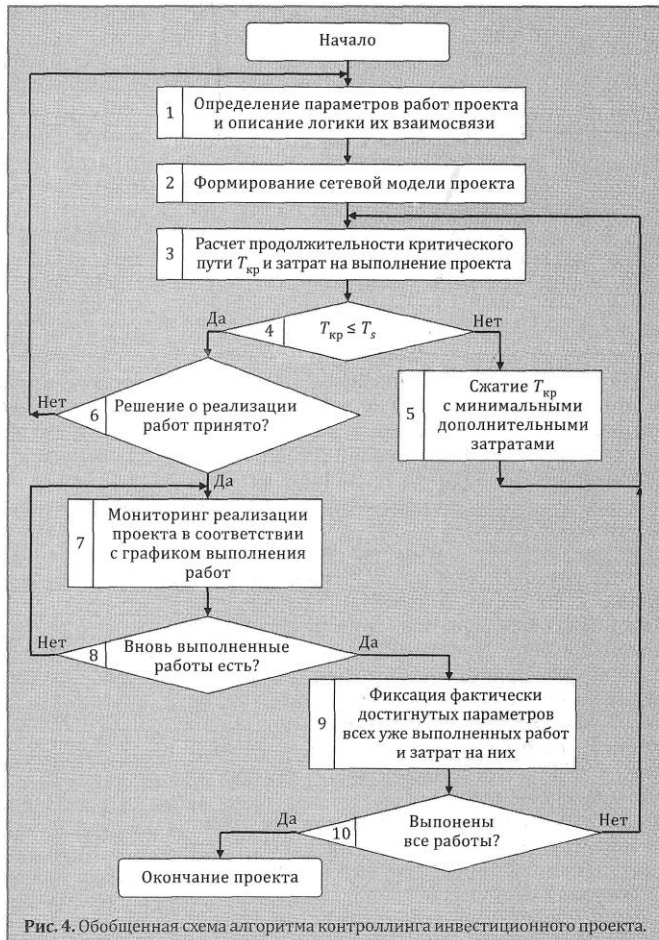 Начало
1
Определение параметров работ проекта
и описание логики их взаимосвязи
2
Формирование сетевой модели проекта
3
Расчет продолжительности критического
пути Tкр и затрат на выполнение проекта
Да
4
Tкр ≤ Ts
Нет
5
Сжатие Tкр
с минимальными
дополнительными
затратами
Нет
6
Решение о реализации
работ принято?
Да
7
Мониторинг реализации
проекта в соответствии
с графиком выполнения
работ
Нет
8
Вновь выполненные
работы есть?
Да
9
Фиксация фактически
достигнутых параметров
всех уже выполненных работ
и затрат на них
Да
10
Выпонены
все работы?
Нет
Окончание проекта
Рис. 4. Обобщенная схема алгоритма контроллинга инвестиционного проекта.